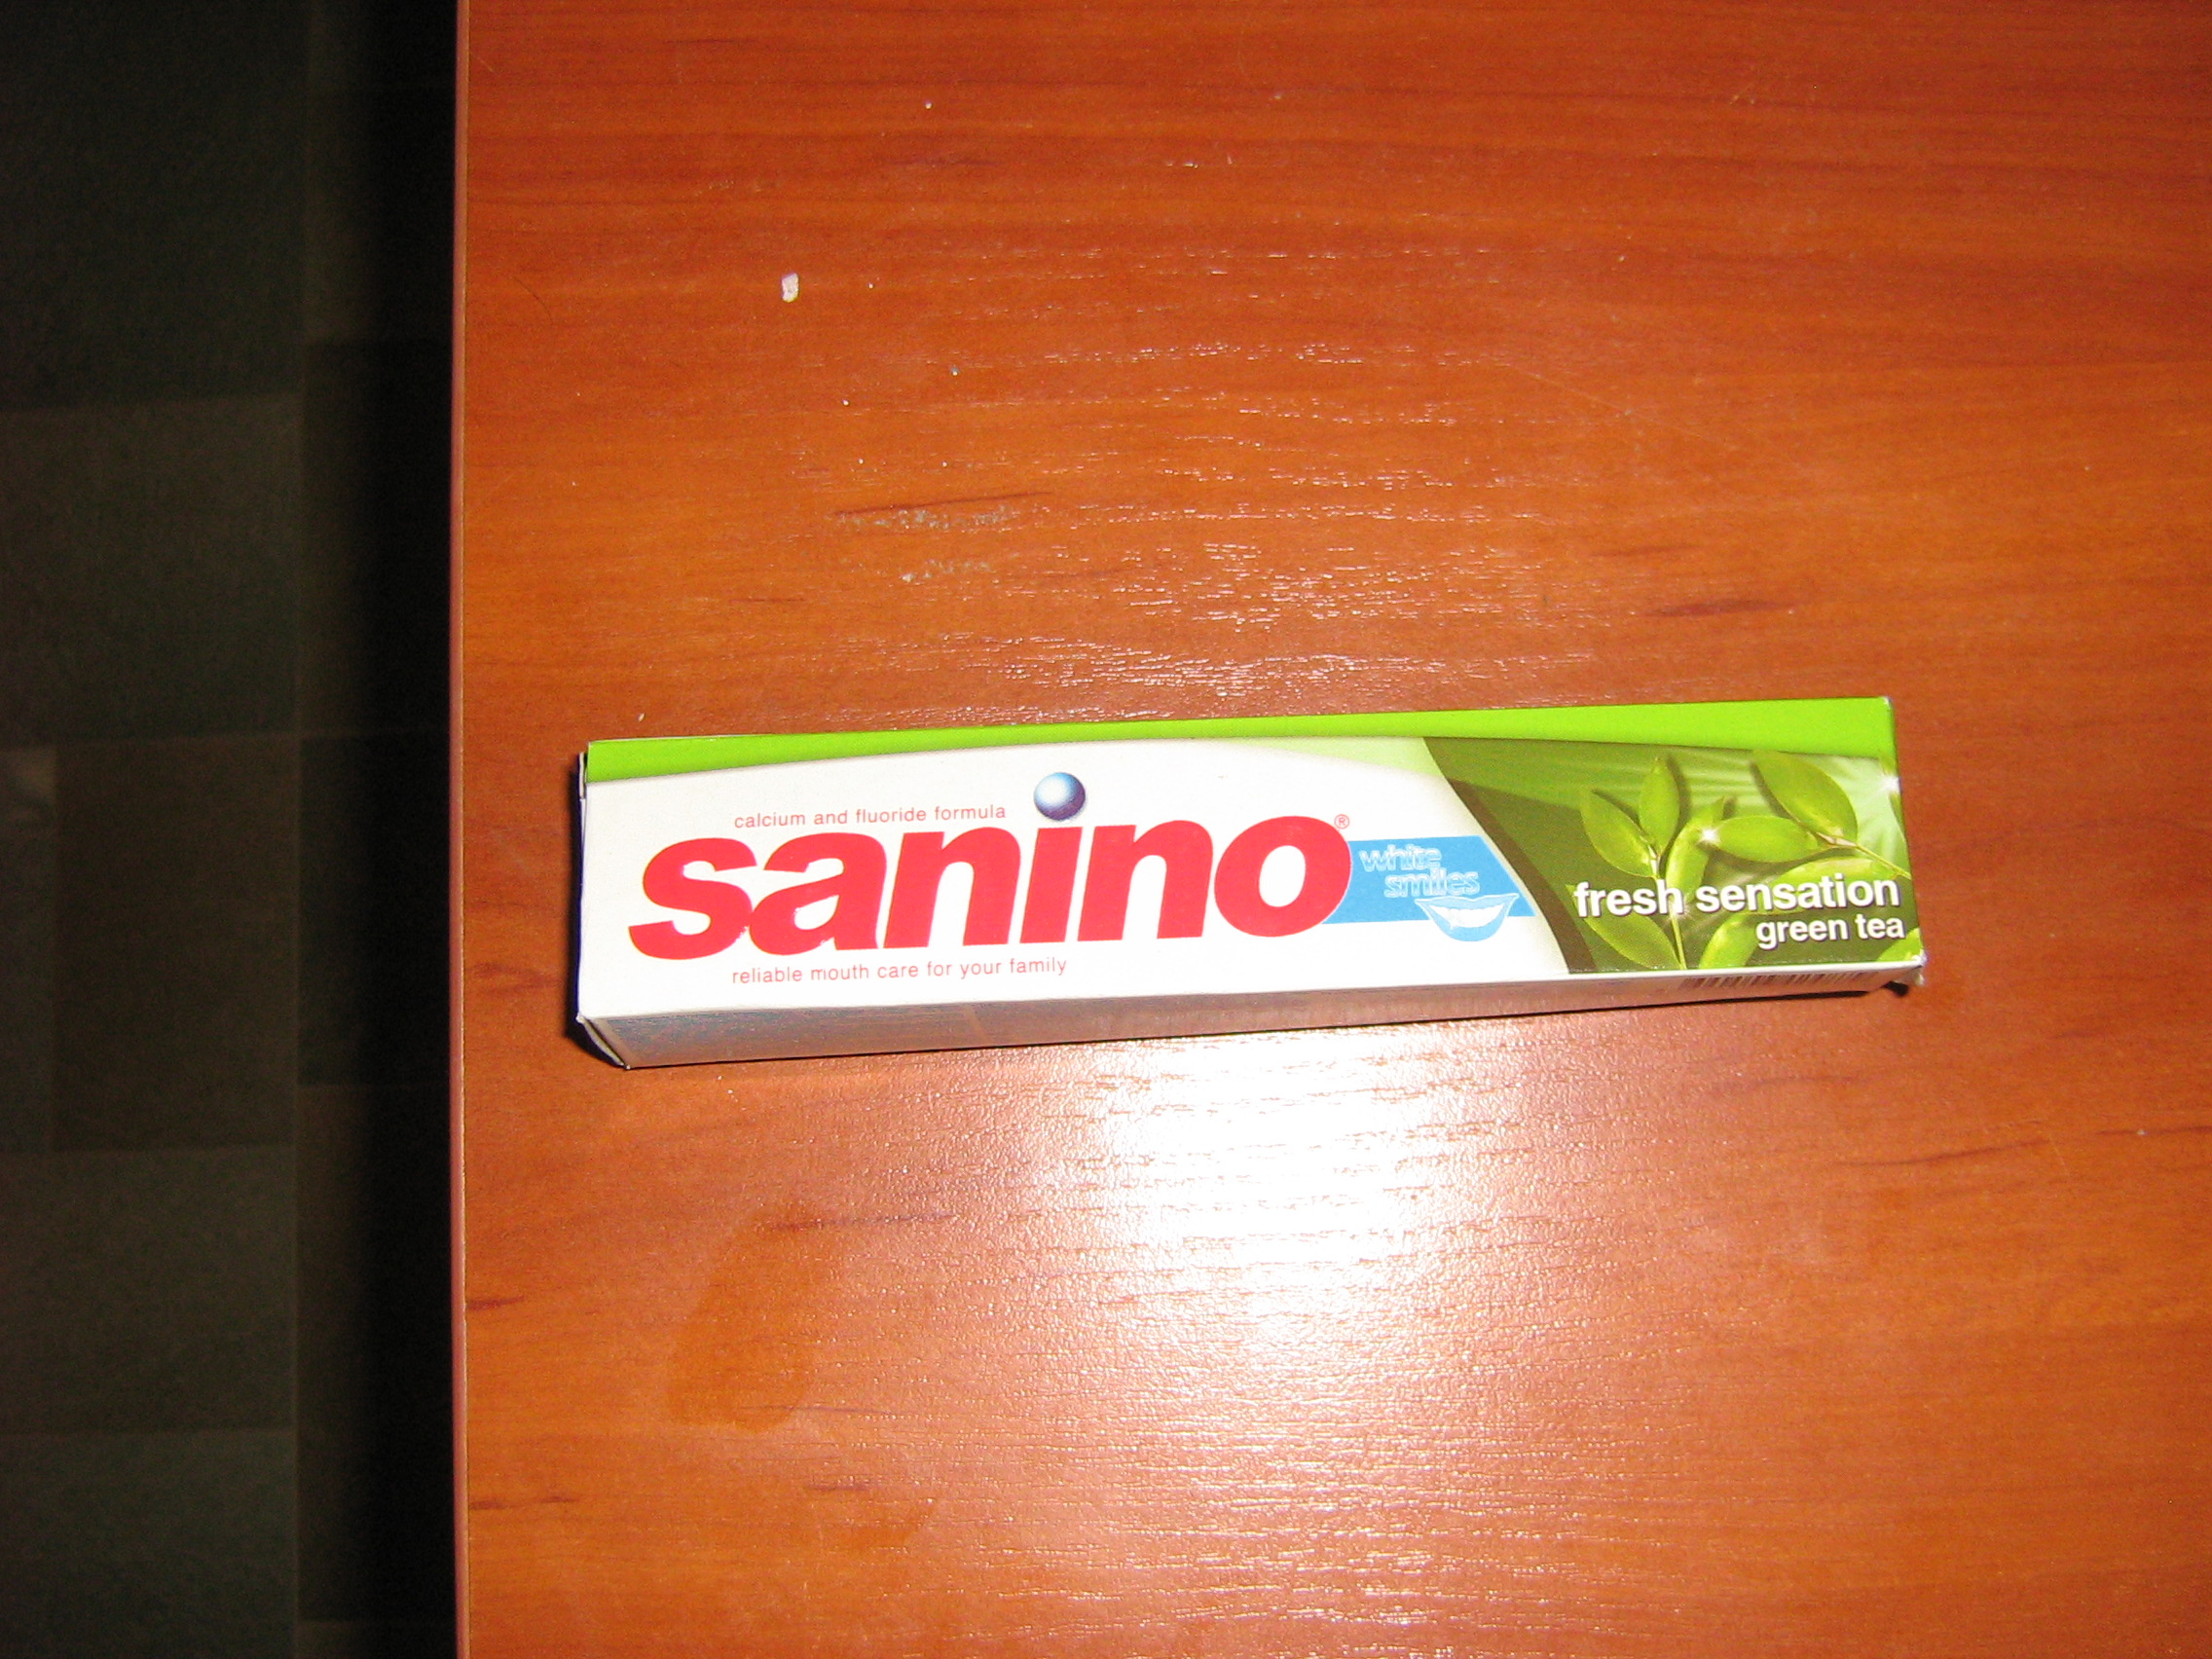 calcium and fluoride formula
sanino®
white
smiles
reliable mouth care for your family
fresh sensation
green tea